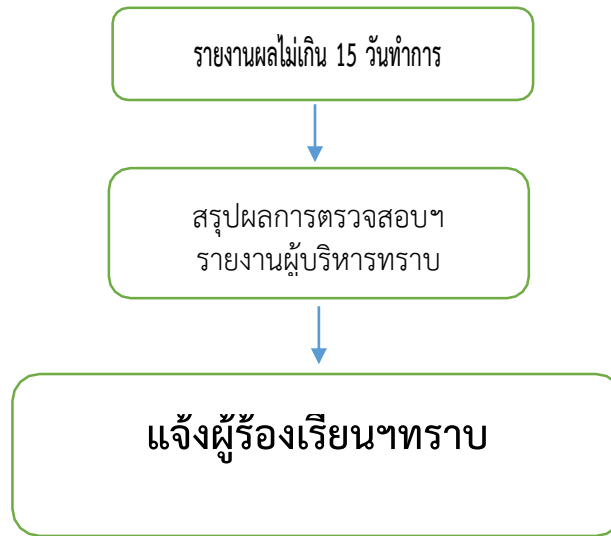 รายงานผลไม่เกิน 15 วันทำการ
สรุปผลการตรวจสอบฯ
รายงานผู้บริหารทราบ
แจ้งผู้ร้องเรียนฯทราบ